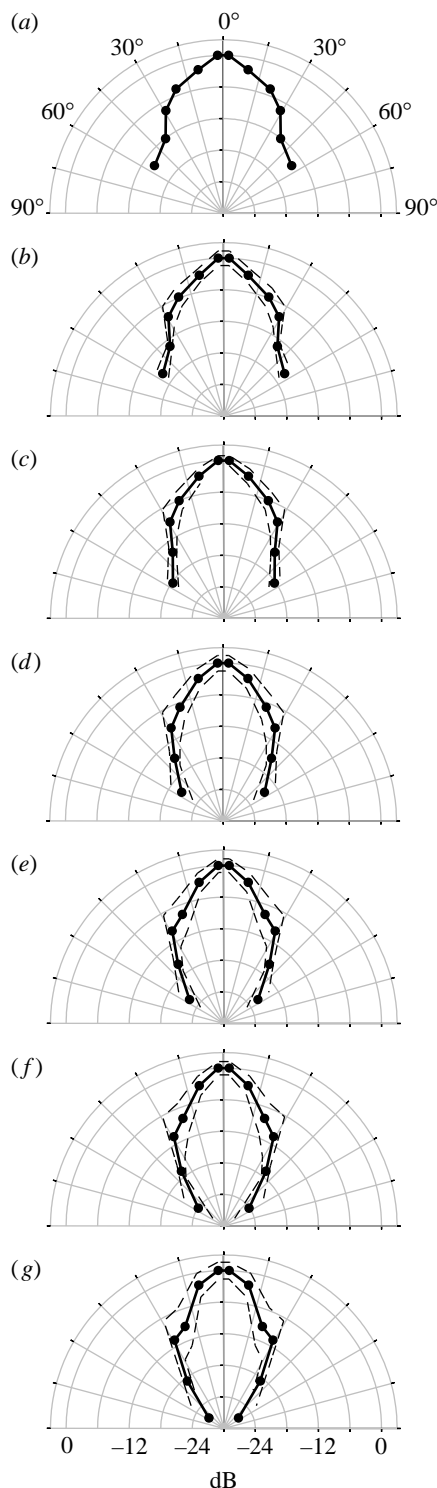 (a)
0°
30° 30°
60° 60°
90° 90°
(b)
(c)
(d)
(e)
(f)
(g)
0 –12 –24 –24 –12 0
dB